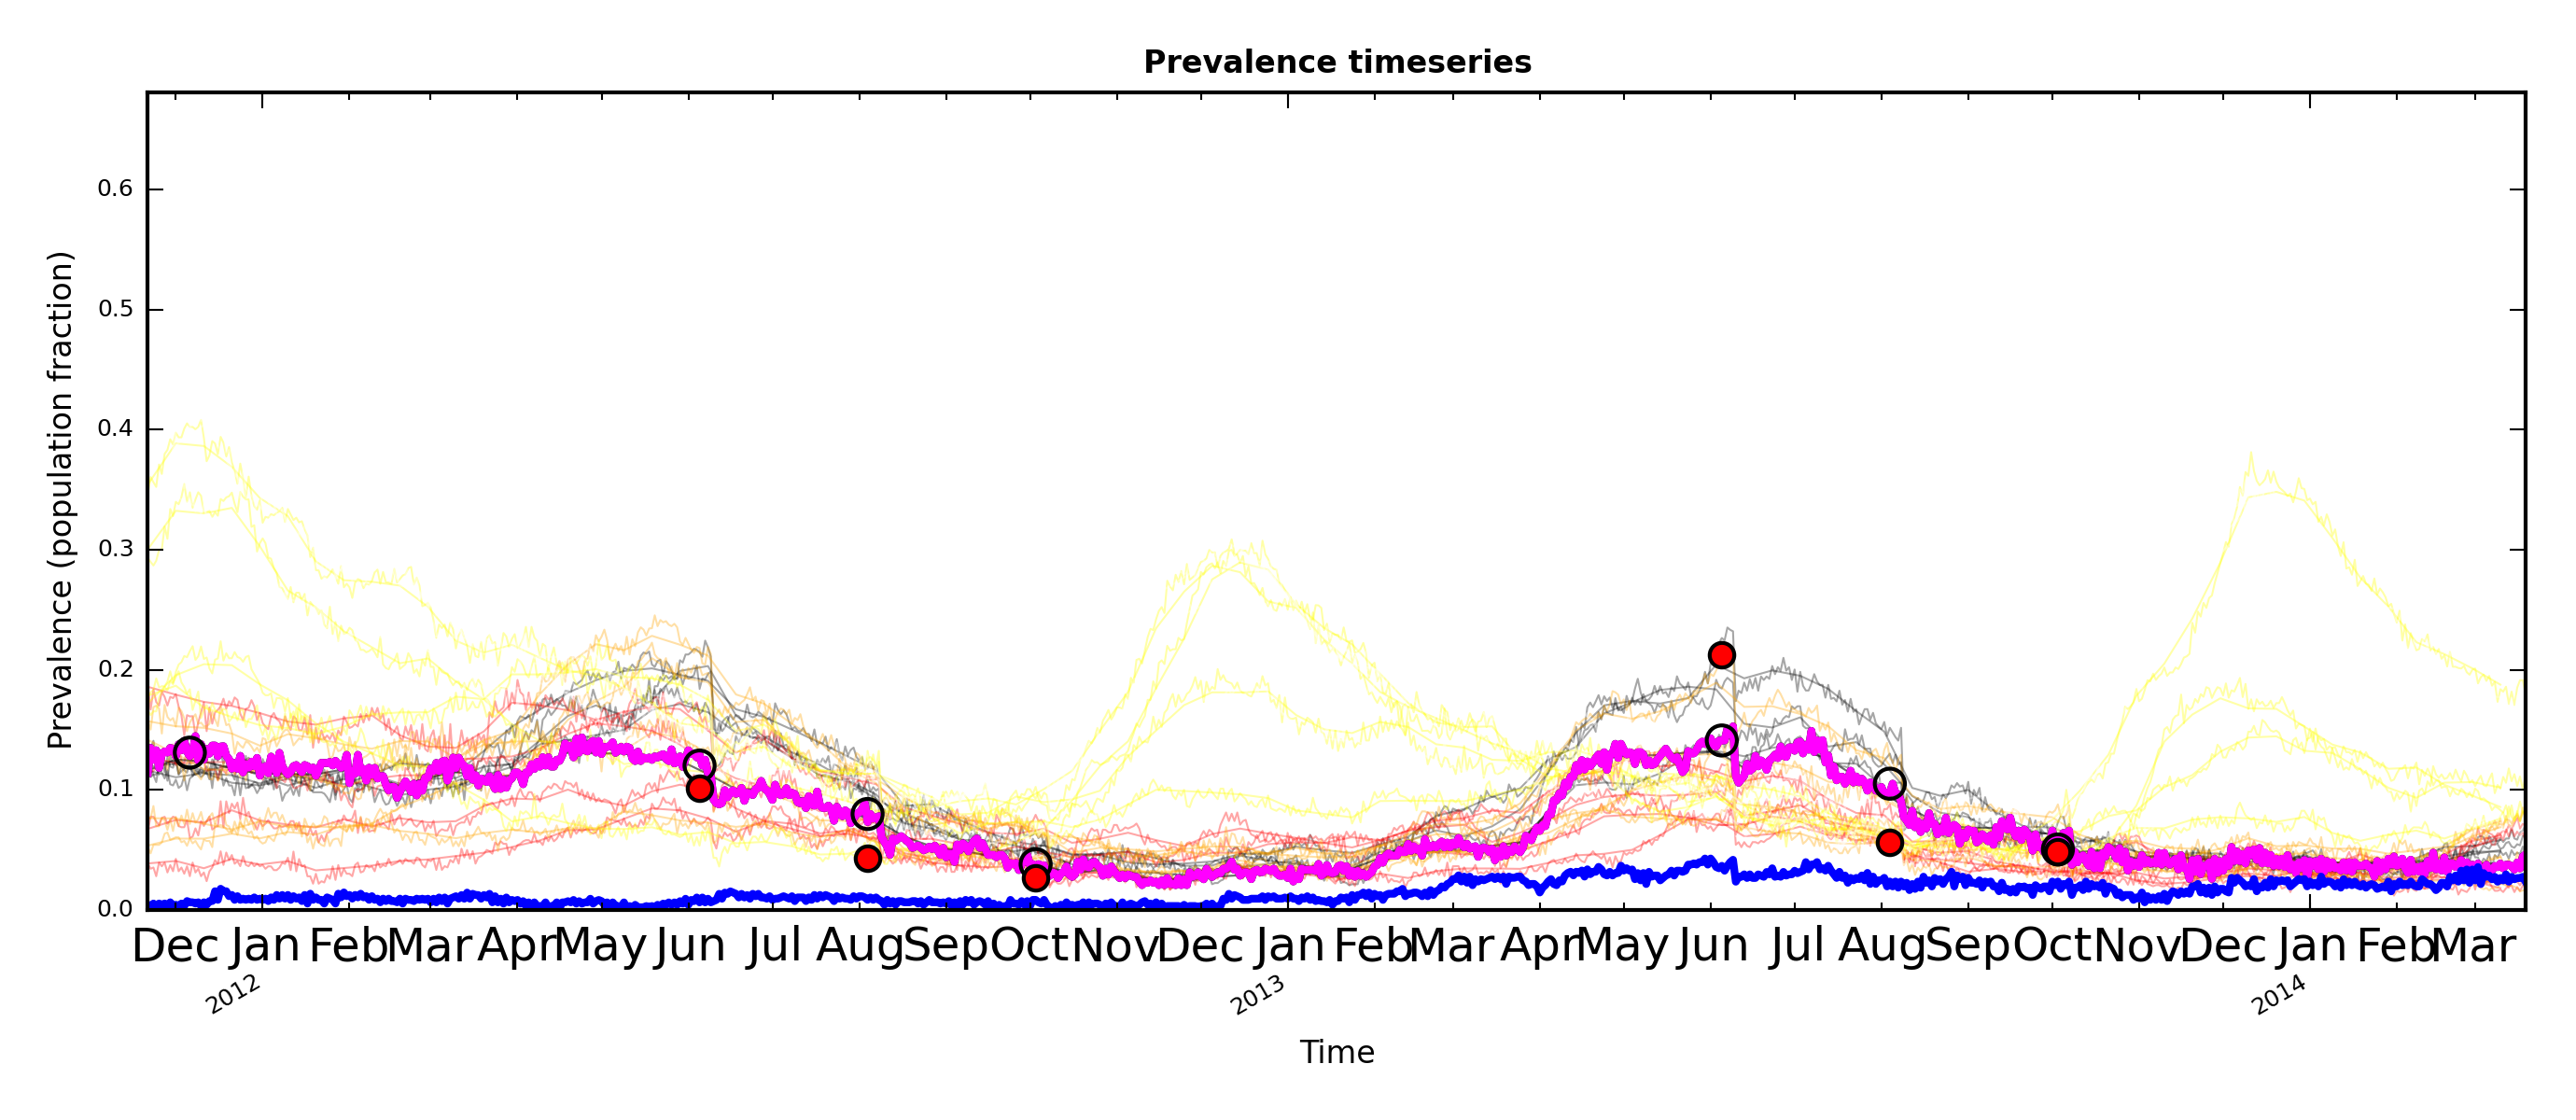 Prevalence timeseries
Prevalence (population fraction)
0.6
0.5
0.4
0.3
0.2
0.1
0.0
Dec Jan Feb Mar Apr May Jun Jul Aug Sep Oct Nov Dec Jan Feb Mar Apr May Jun Jul Aug Sep Oct Nov Dec Jan Feb Mar
2012 2013 2014
Time